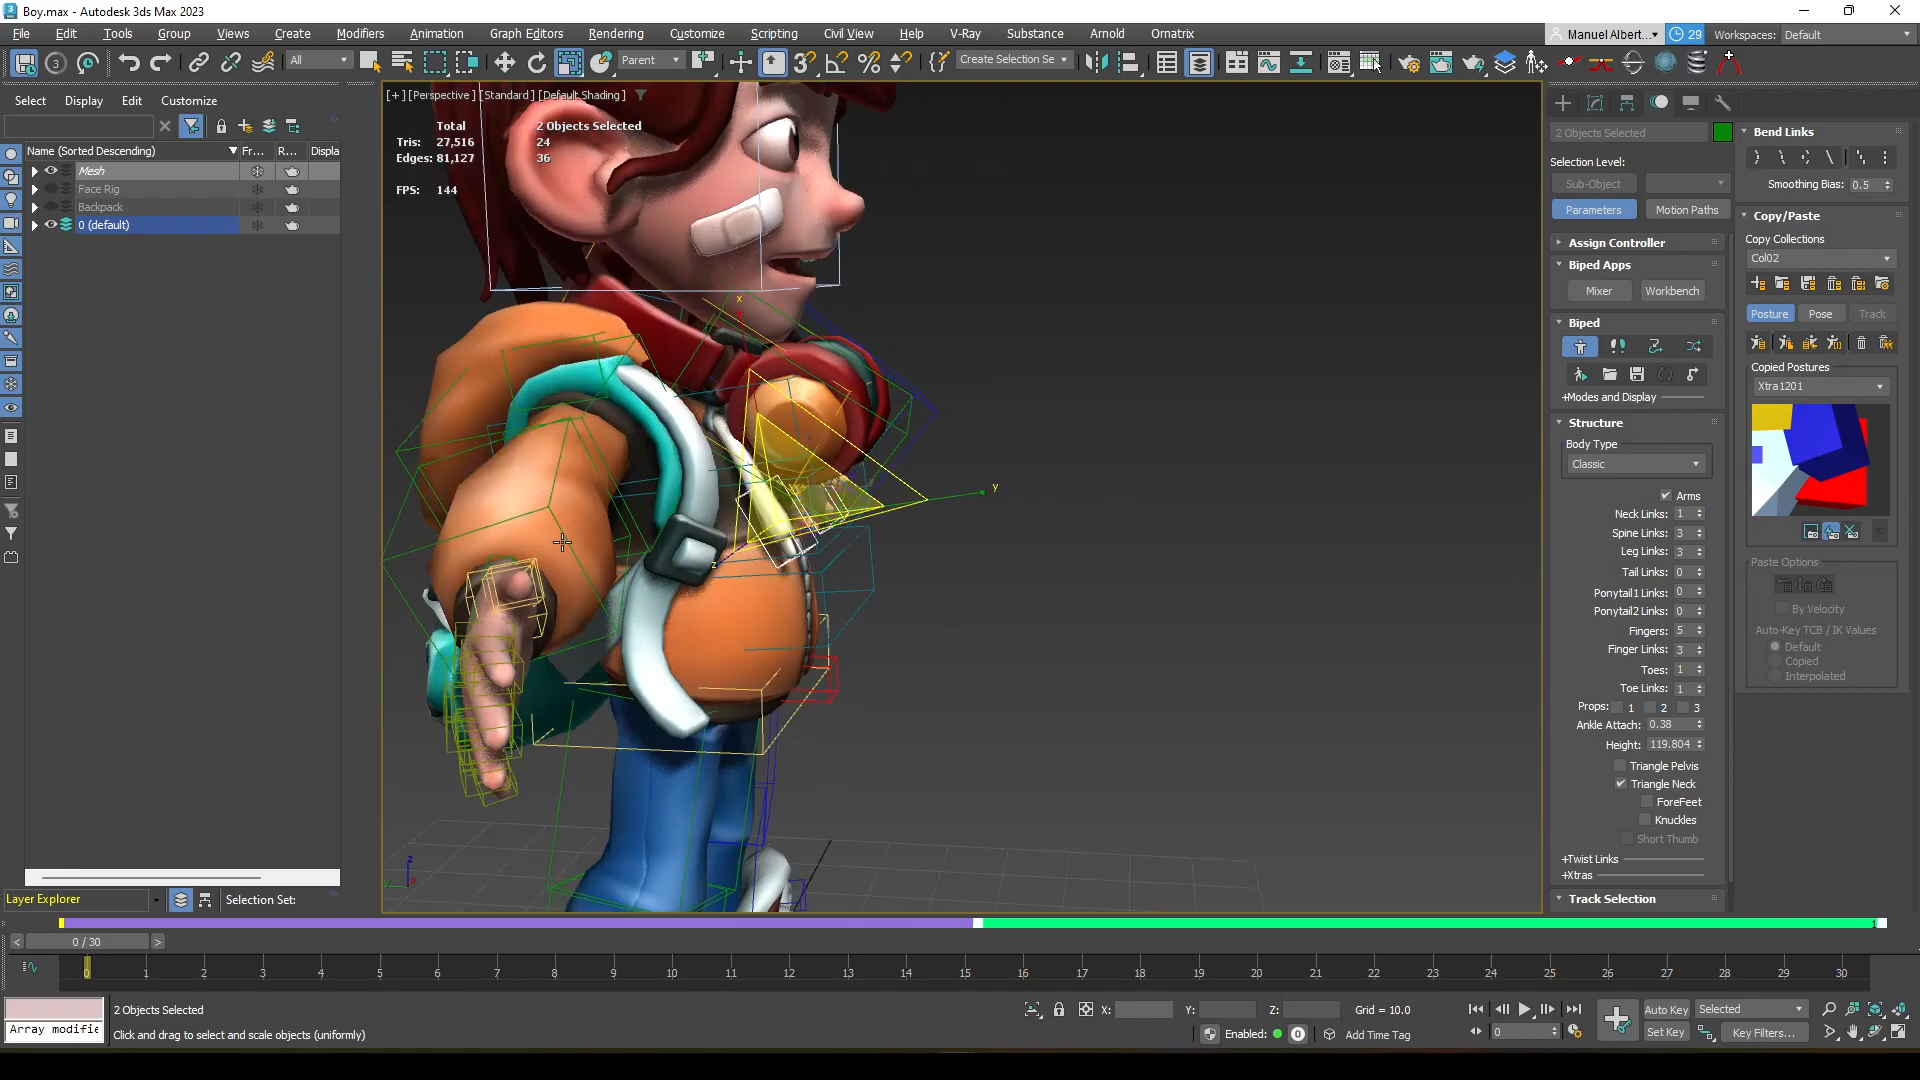 Boy.max - Autodesk 3ds Max 2023
File Edit Tools Group Views Create Modifiers Animation Graph Editors Rendering Customize Scripting Civil View V-Ray Help Substance Arnold Ornatrix
Manuel Albert... 29 Workspaces: Default
All Parent Create Selection Se
Select Display Edit Customize
[+] [Perspective] [Standard] [Default Shading]
Total 2 Objects Selected
Tris: 27,516 24
Edges: 81,127 36
FPS: 144
Name (Sorted Descending) Fr... R... Displa
Mesh
Face Rig
Backpack
0 (default)
x
y
z
2 Objects Selected
Selection Level:
Sub-Object
Parameters Motion Paths
Assign Controller
Biped Apps
Mixer Workbench
Biped
+Modes and Display
Structure
Body Type
Classic
Arms
Neck Links: 1
Spine Links: 3
Leg Links: 3
Tail Links: 0
Ponytail1 Links: 0
Ponytail2 Links: 0
Fingers: 5
Finger Links: 3
Toes: 1
Toe Links: 1
Props: 1 2 3
Ankle Attach: 0.38
Height: 119.804
Triangle Pelvis
Triangle Neck
ForeFeet
Knuckles
Short Thumb
+Twist Links
+Xtras
Track Selection
Bend Links
Smoothing Bias: 0.5
Copy/Paste
Copy Collections
Col02
Posture Pose Track
Copied Postures
Xtra1201
Paste Options
By Velocity
Auto-Key TCB / IK Values
Default
Copied
Interpolated
Layer Explorer Selection Set:
< 0 / 30 >
0 1 2 3 4 5 6 7 8 9 10 11 12 13 14 15 16 17 18 19 20 21 22 23 24 25 26 27 28 29 30
2 Objects Selected X: Y: Z: Grid = 10.0 Auto Key Selected
Array modifie Click and drag to select and scale objects (uniformly) Enabled: 0 Add Time Tag 0 Set Key Key Filters...